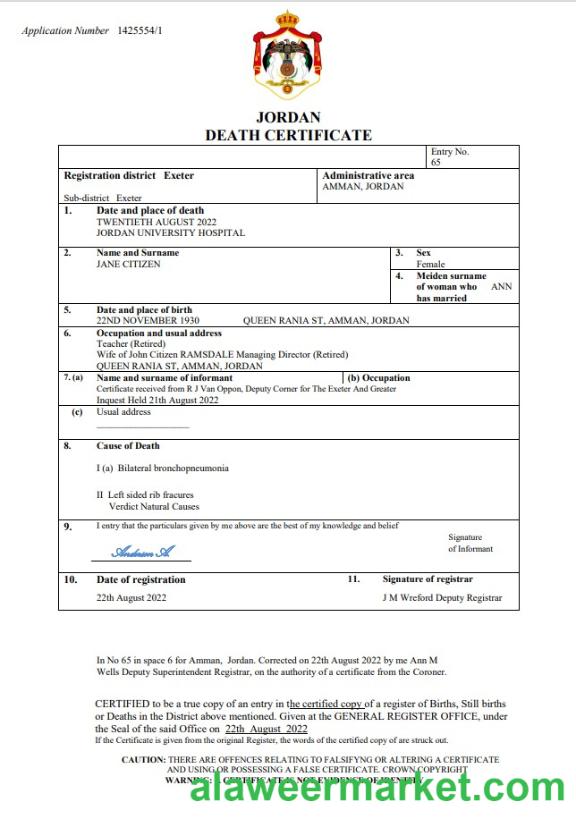 Application Number 1425554/1
JORDAN
DEATH CERTIFICATE
Entry No.
65
Registration district Exeter
Administrative area
AMMAN, JORDAN
Sub-district Exeter
1. Date and place of death
TWENTIETH AUGUST 2022
JORDAN UNIVERSITY HOSPITAL
2. Name and Surname
JANE CITIZEN
3. Sex
Female
4. Meiden surname
of woman who ANN
has married
5. Date and place of birth
22ND NOVEMBER 1930 QUEEN RANIA ST, AMMAN, JORDAN
6. Occupation and usual address
Teacher (Retired)
Wife of John Citizen RAMSDALE Managing Director (Retired)
QUEEN RANIA ST, AMMAN, JORDAN
7. (a) Name and surname of informant (b) Occupation
Certificate received from R J Van Oppon, Deputy Corner for The Exeter And Greater
Inquest Held 21th August 2022
(c) Usual address
8. Cause of Death
I (a) Bilateral bronchopneumonia
II Left sided rib fracures
Verdict Natural Causes
9. I entry that the particulars given by me above are the best of my knowledge and belief
Signature
of Informant
Anderson A.
10. Date of registration 11. Signature of registrar
22th August 2022 J M Wreford Deputy Registrar
In No 65 in space 6 for Amman, Jordan. Corrected on 22th August 2022 by me Ann M
Wells Deputy Superintendent Registrar, on the authority of a certificate from the Coroner.
CERTIFIED to be a true copy of an entry in the certified copy of a register of Births, Still births
or Deaths in the District above mentioned. Given at the GENERAL REGISTER OFFICE, under
the Seal of the said Office on 22th August 2022
If the Certificate is given from the original Register, the words of the certified copy of are struck out.
CAUTION: THERE ARE OFFENCES RELATING TO FALSIFYNG OR ALTERING A CERTIFICATE
AND USING OR POSSESSING A FALSE CERTIFICATE. CROWN COPYRIGHT
WARNING: A CERTIFICATE IS NOT EVIDENCE OF IDENTITY
alaweermarket.com